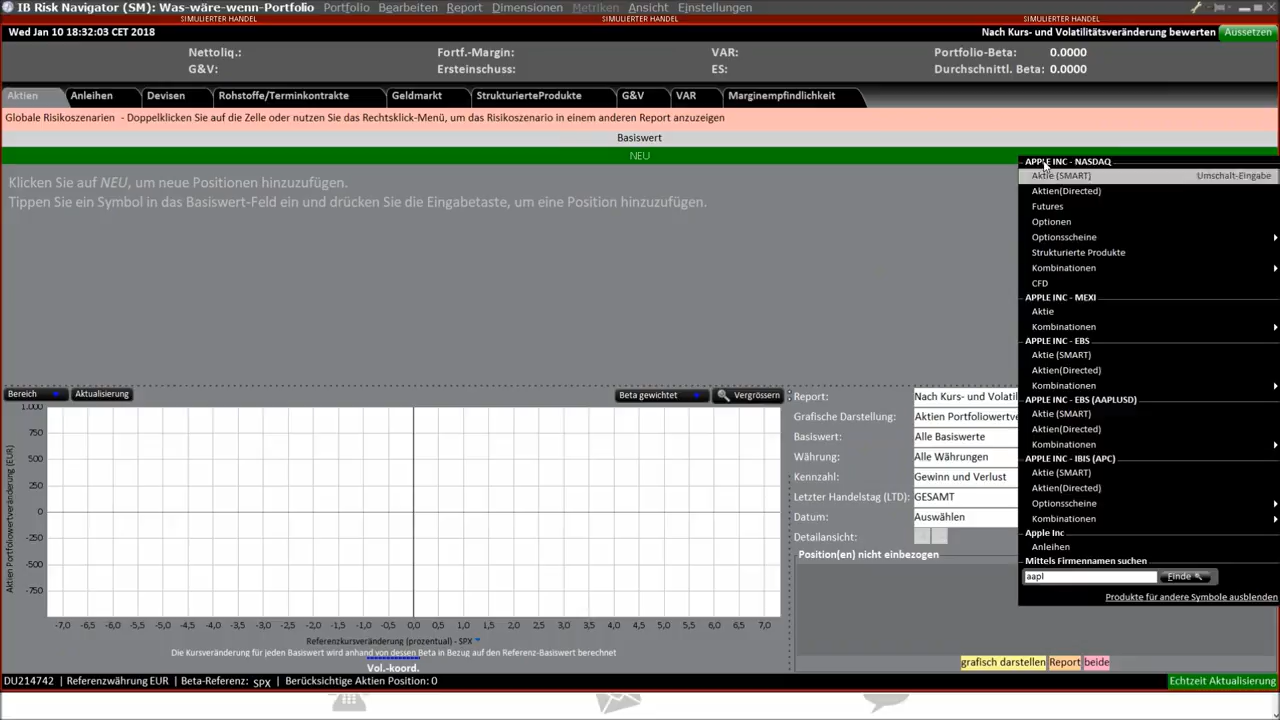 IB Risk Navigator (SM): Was-wäre-wenn-Portfolio Portfolio Bearbeiten Report Dimensionen Metriken Ansicht Einstellungen
SIMULIERTER HANDEL SIMULIERTER HANDEL SIMULIERTER HANDEL
Wed Jan 10 18:32:03 CET 2018 Nach Kurs- und Volatilitätsveränderung bewerten Aussetzen
Nettoliq.: Fortf.-Margin: VAR: Portfolio-Beta: 0.0000
G&V: Ersteinschuss: ES: Durchschnittl. Beta: 0.0000
Aktien Anleihen Devisen Rohstoffe/Terminkontrakte Geldmarkt StrukturierteProdukte G&V VAR Marginempfindlichkeit
Globale Risikoszenarien - Doppelklicken Sie auf die Zelle oder nutzen Sie das Rechtsklick-Menü, um das Risikoszenario in einem anderen Report anzuzeigen
Basiswert
NEU
Klicken Sie auf NEU, um neue Positionen hinzuzufügen.
Tippen Sie ein Symbol in das Basiswert-Feld ein und drücken Sie die Eingabetaste, um eine Position hinzuzufügen.
APPLE INC - NASDAQ
Aktie (SMART) Umschalt-Eingabe
Aktien(Directed)
Futures
Optionen
Optionsscheine
Strukturierte Produkte
Kombinationen
CFD
APPLE INC - MEXI
Aktie
Kombinationen
APPLE INC - EBS
Aktie (SMART)
Aktien(Directed)
Kombinationen
APPLE INC - EBS (AAPLUSD)
Aktie (SMART)
Aktien(Directed)
Kombinationen
APPLE INC - IBIS (APC)
Aktie (SMART)
Aktien(Directed)
Optionsscheine
Kombinationen
Apple Inc
Anleihen
Mittels Firmennamen suchen
aapl Finde
Produkte für andere Symbole ausblenden
Bereich Aktualisierung Beta gewichtet Vergrössern
Aktien Portfoliowertveränderung (EUR)
1.000
750
500
250
0
-250
-500
-750
-7,0 -6,5 -6,0 -5,5 -5,0 -4,5 -4,0 -3,5 -3,0 -2,5 -2,0 -1,5 -1,0 -0,5 0,0 0,5 1,0 1,5 2,0 2,5 3,0 3,5 4,0 4,5 5,0 5,5 6,0 6,5 7,0
Referenzkursveränderung (prozentual) - SPX
Die Kursveränderung für jeden Basiswert wird anhand von dessen Beta in Bezug auf den Referenz-Basiswert berechnet
Vol.-koord.
Report: Nach Kurs- und Volatil
Grafische Darstellung: Aktien Portfoliowertve
Basiswert: Alle Basiswerte
Währung: Alle Währungen
Kennzahl: Gewinn und Verlust
Letzter Handelstag (LTD): GESAMT
Datum: Auswählen
Detailansicht:
Position(en) nicht einbezogen
grafisch darstellen Report beide
DU214742 | Referenzwährung EUR | Beta-Referenz: SPX | Berücksichtige Aktien Position: 0 Echtzeit Aktualisierung